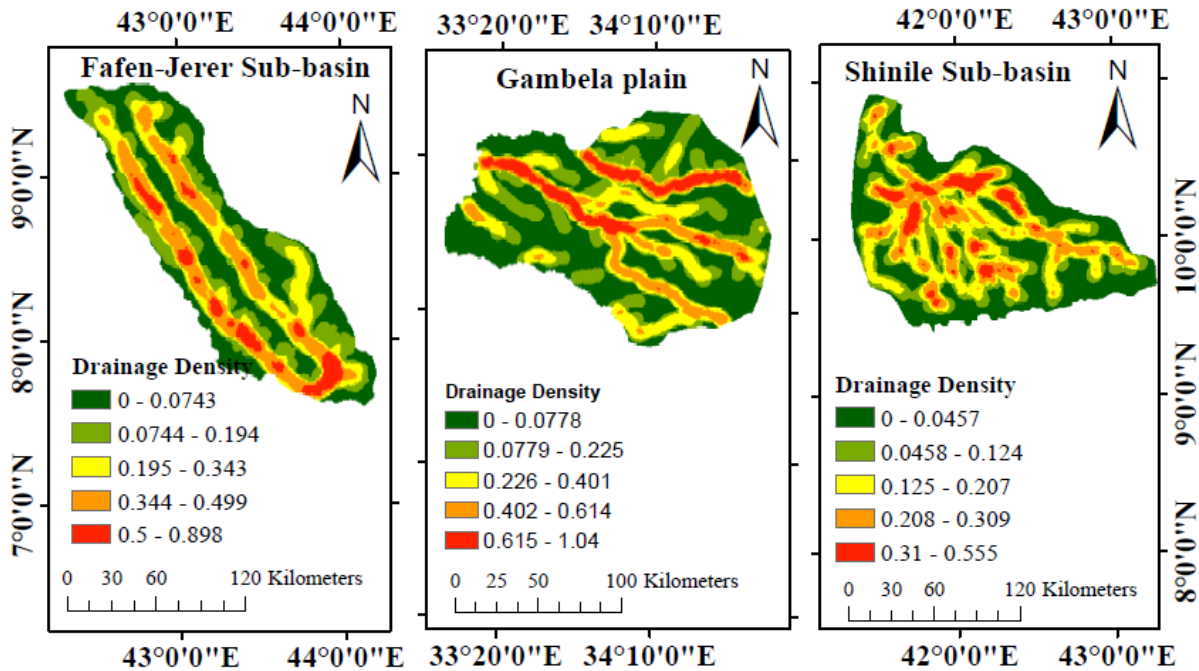 43°0'0"E 44°0'0"E
Fafen-Jerer Sub-basin
N
9°0'0"N
8°0'0"N
7°0'0"N
Drainage Density
0 - 0.0743
0.0744 - 0.194
0.195 - 0.343
0.344 - 0.499
0.5 - 0.898
0 30 60 120 Kilometers
43°0'0"E 44°0'0"E
33°20'0"E 34°10'0"E
Gambela plain
N
Drainage Density
0 - 0.0778
0.0779 - 0.225
0.226 - 0.401
0.402 - 0.614
0.615 - 1.04
0 25 50 100 Kilometers
33°20'0"E 34°10'0"E
42°0'0"E 43°0'0"E
Shinile Sub-basin
N
10°0'0"N
9°0'0"N
8°0'0"N
Drainage Density
0 - 0.0457
0.0458 - 0.124
0.125 - 0.207
0.208 - 0.309
0.31 - 0.555
0 30 60 120 Kilometers
42°0'0"E 43°0'0"E